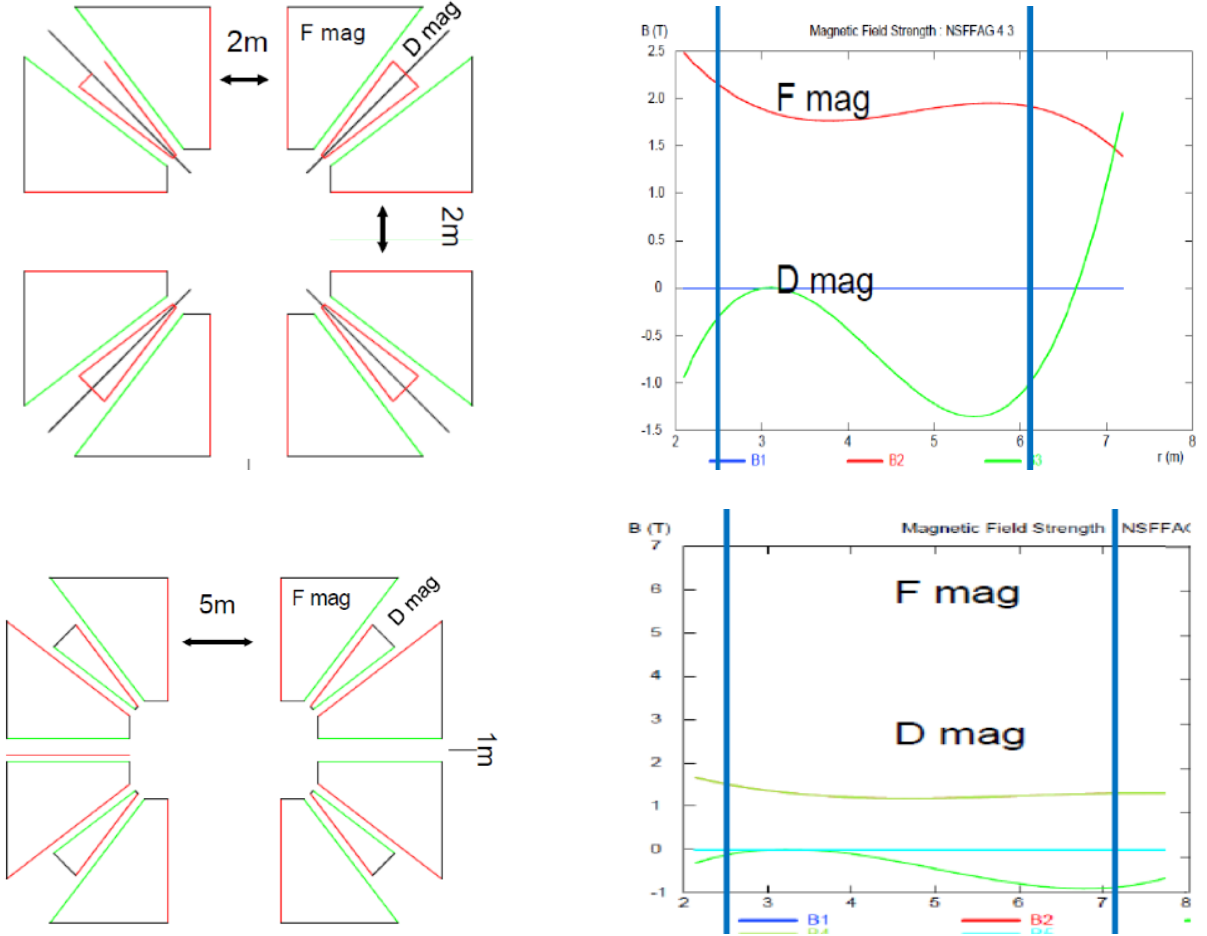 2m
F mag
D mag
2m
B (T)
Magnetic Field Strength : NSFFAG 4 3
2.5
2.0
1.5
1.0
0.5
0
-0.5
-1.0
-1.5
F mag
D mag
2 3 4 5 6 7 8
B1 B2 r (m)
5m
F mag
D mag
1m
B (T)
Magnetic Field Strength NSFFAG
7
6
5
4
3
2
1
0
-1
F mag
D mag
2 3 4 5 6 7 8
B1 B2